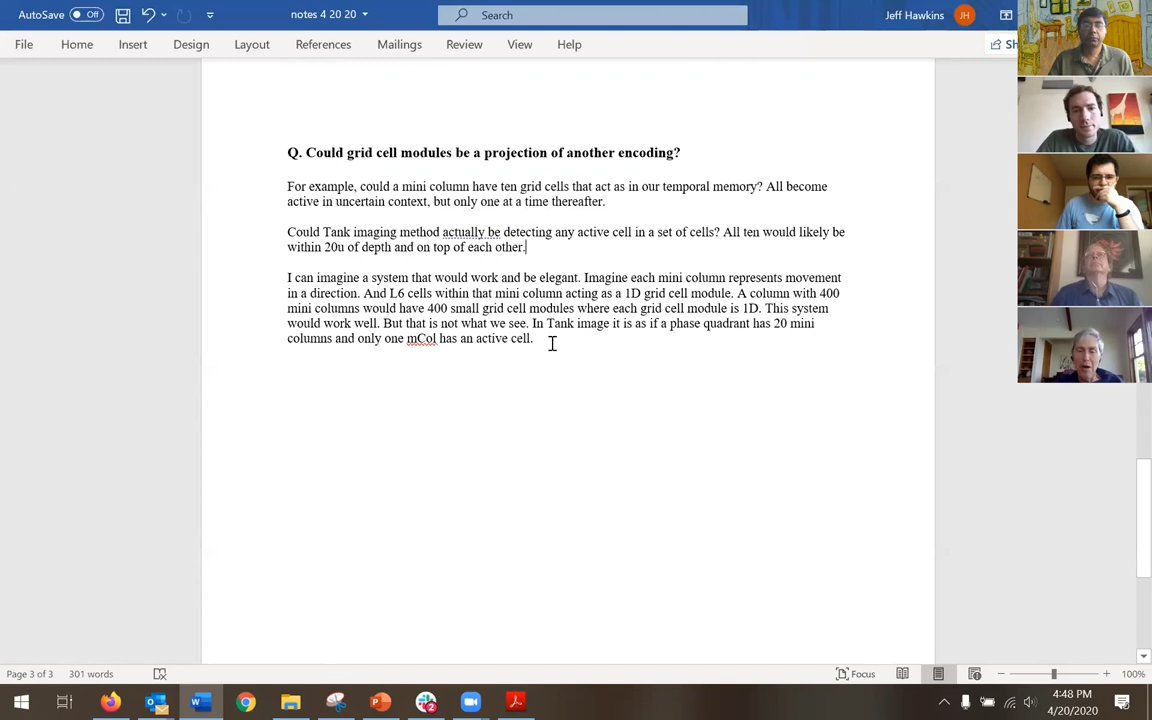 AutoSave Off
notes 4 20 20
Search
Jeff Hawkins JH
File Home Insert Design Layout References Mailings Review View Help
Sh
Q. Could grid cell modules be a projection of another encoding?
For example, could a mini column have ten grid cells that act as in our temporal memory? All become
active in uncertain context, but only one at a time thereafter.
Could Tank imaging method actually be detecting any active cell in a set of cells? All ten would likely be
within 20u of depth and on top of each other.
I can imagine a system that would work and be elegant. Imagine each mini column represents movement
in a direction. And L6 cells within that mini column acting as a 1D grid cell module. A column with 400
mini columns would have 400 small grid cell modules where each grid cell module is 1D. This system
would work well. But that is not what we see. In Tank image it is as if a phase quadrant has 20 mini
columns and only one mCol has an active cell.
Page 3 of 3 301 words
Focus
100%
4:48 PM
4/20/2020